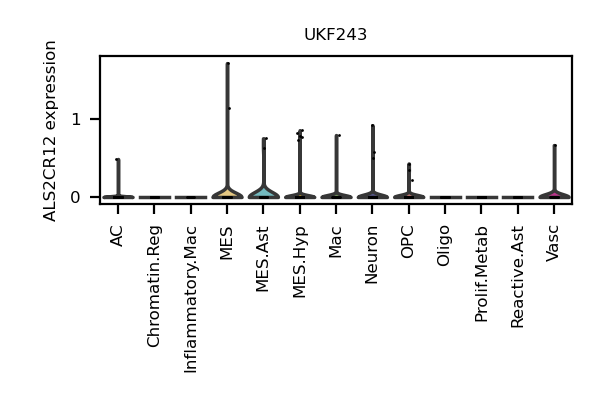 UKF243
ALS2CR12 expression
1
0
AC
Chromatin.Reg
Inflammatory.Mac
MES
MES.Ast
MES.Hyp
Mac
Neuron
OPC
Oligo
Prolif.Metab
Reactive.Ast
Vasc